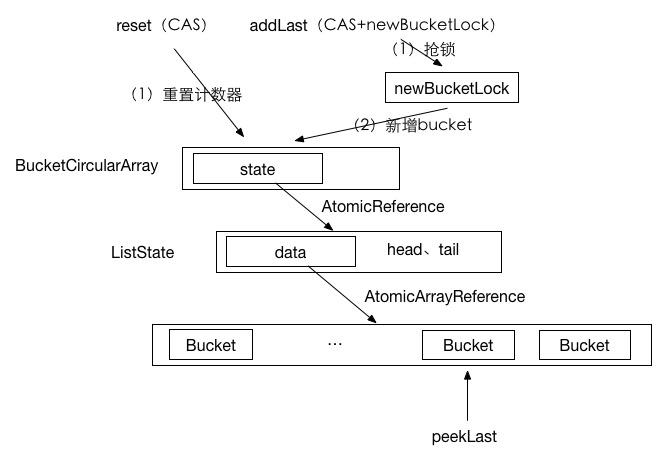 reset（CAS） addLast（CAS+newBucketLock）
（1）抢锁
newBucketLock
（1）重置计数器
（2）新增bucket
BucketCircularArray state
AtomicReference
ListState data head、tail
AtomicArrayReference
Bucket ... Bucket Bucket
peekLast